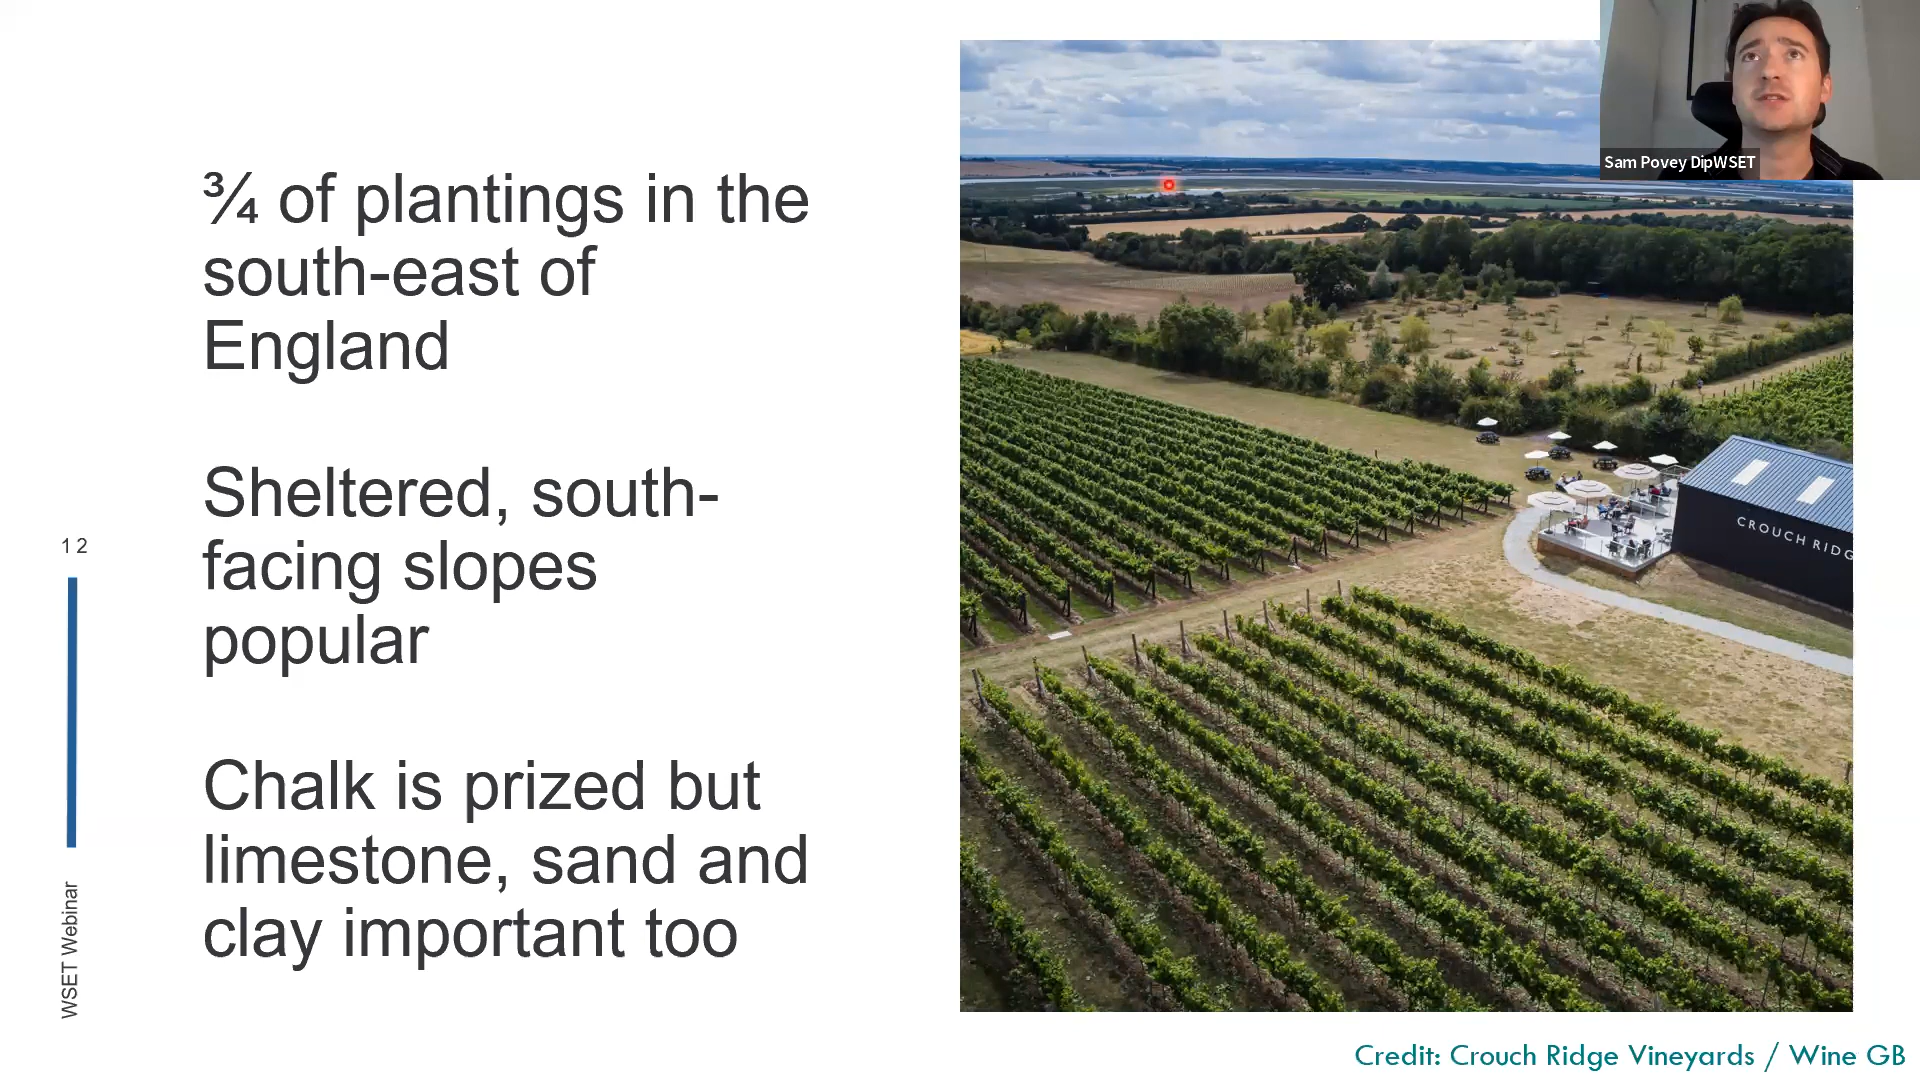 Sam Povey DipWSET
¾ of plantings in the
south-east of
England
Sheltered, south-
facing slopes
popular
Chalk is prized but
limestone, sand and
clay important too
12
WSET Webinar
CROUCH RIDG
Credit: Crouch Ridge Vineyards / Wine GB